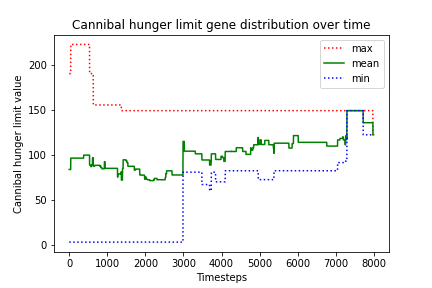 Cannibal hunger limit gene distribution over time
max
mean
min
Cannibal hunger limit value
200
150
100
50
0
0 1000 2000 3000 4000 5000 6000 7000 8000
Timesteps